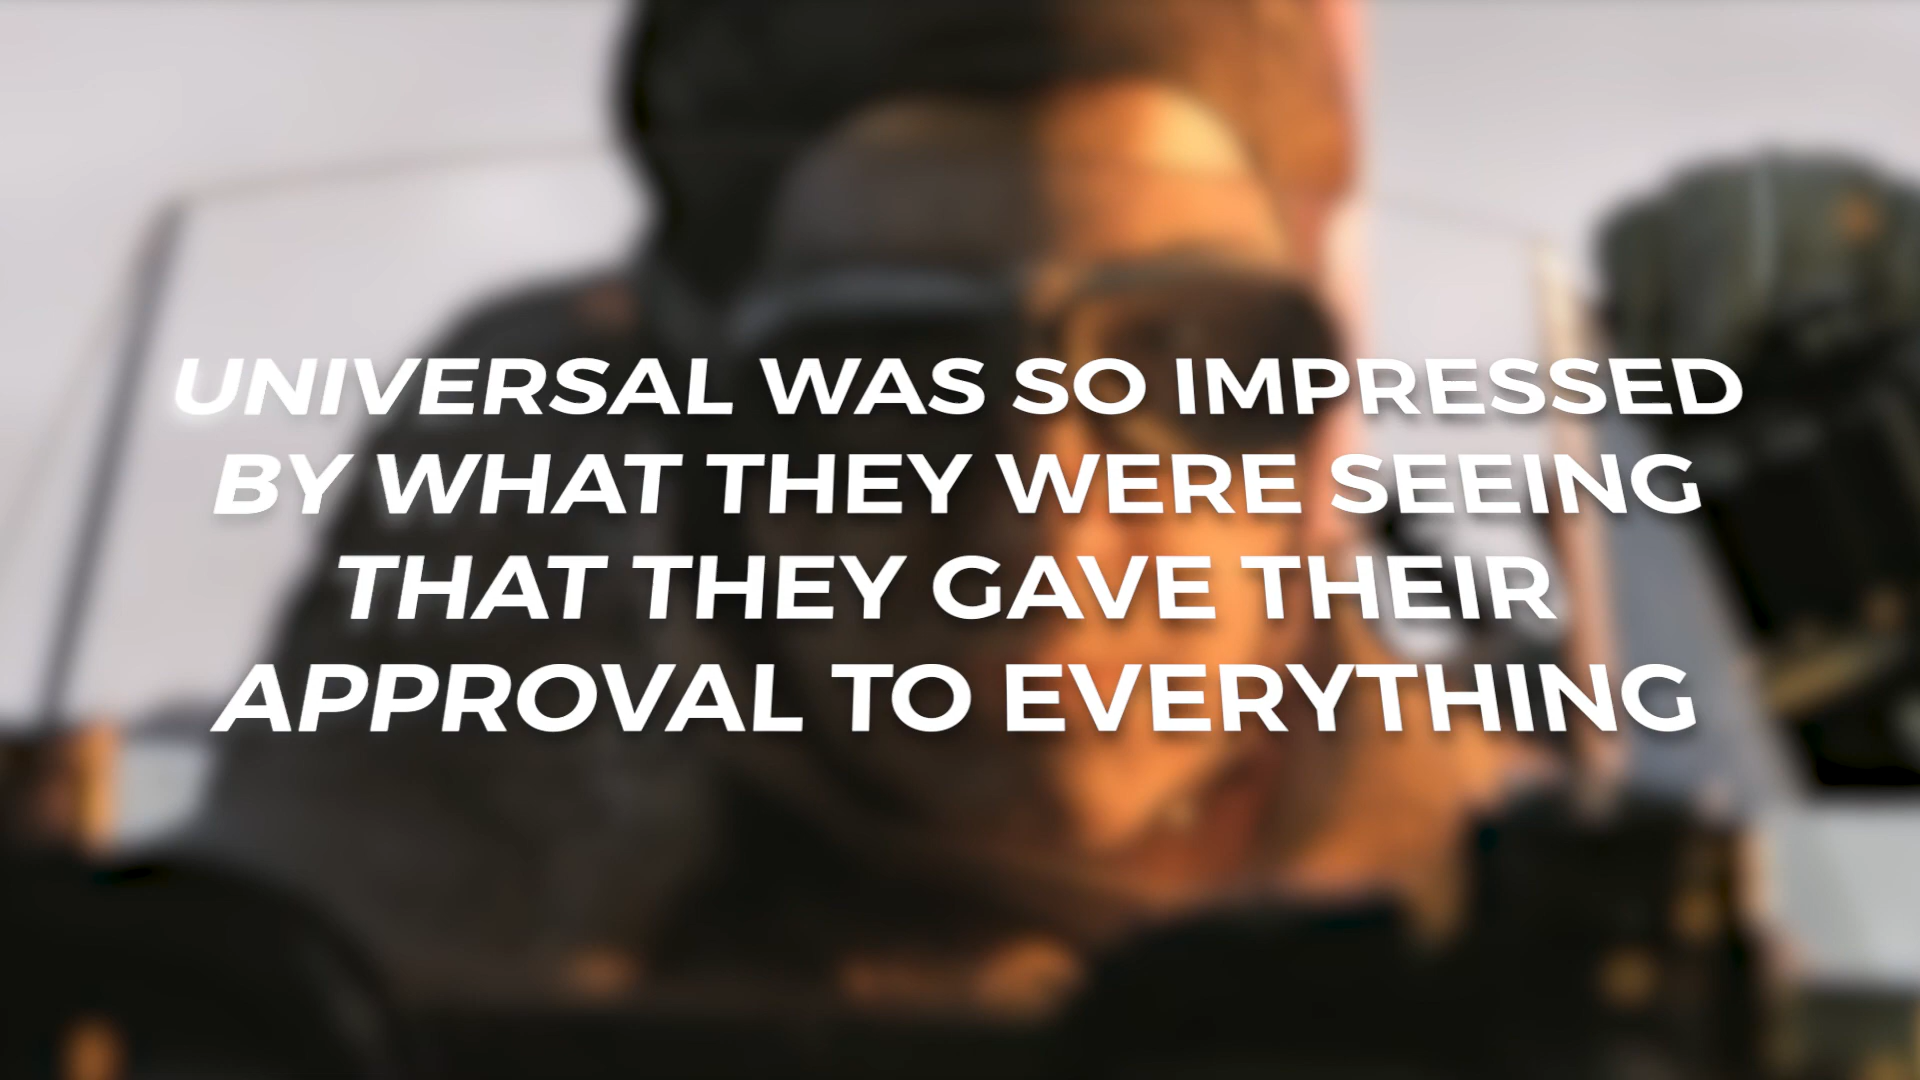 UNIVERSAL WAS SO IMPRESSED
BY WHAT THEY WERE SEEING
THAT THEY GAVE THEIR
APPROVAL TO EVERYTHING